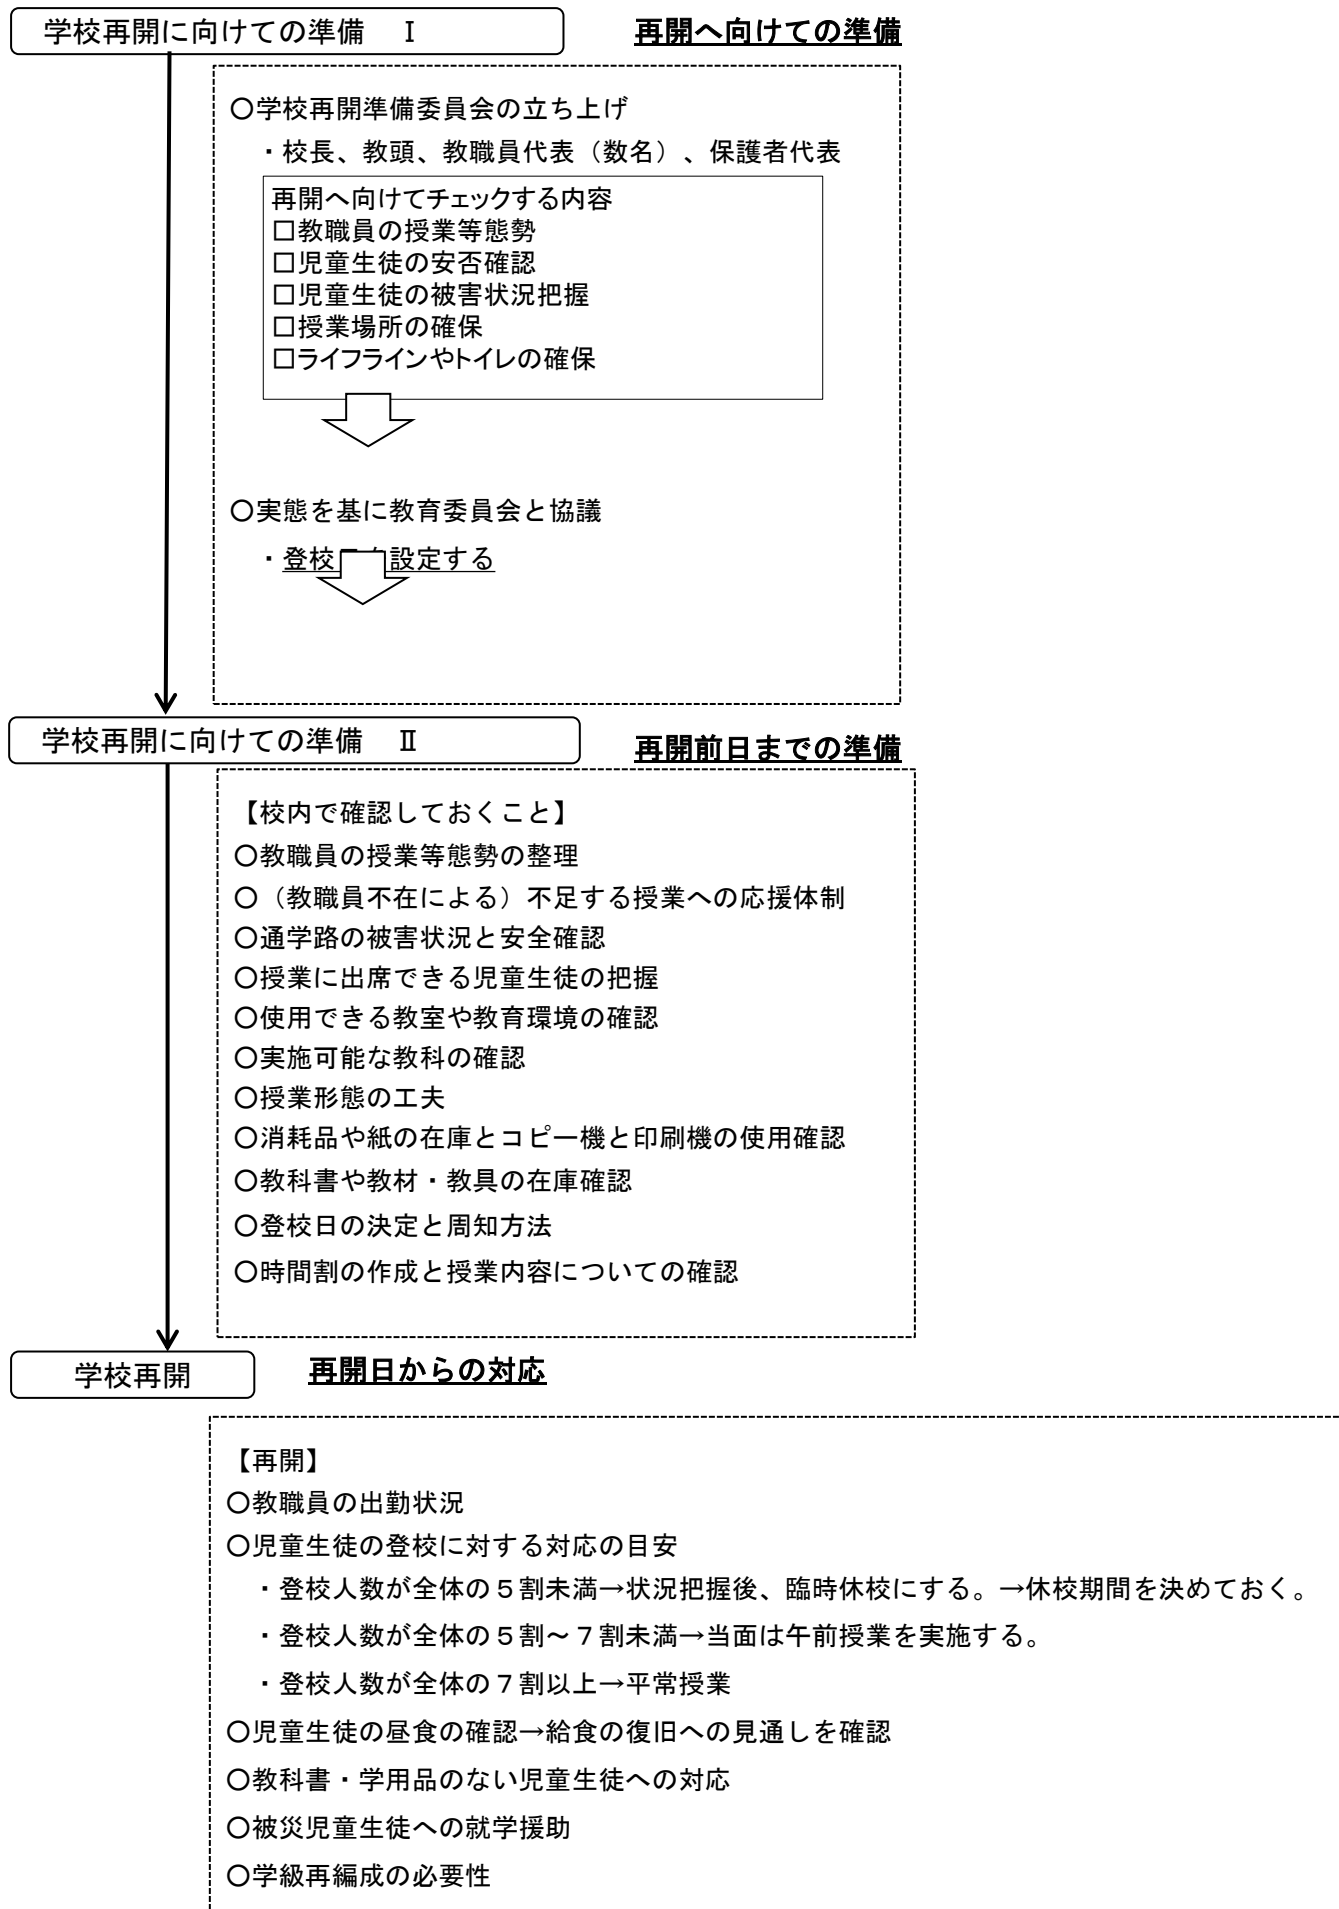 学校再開に向けての準備　Ⅰ
再開へ向けての準備
〇学校再開準備委員会の立ち上げ
・校長、教頭、教職員代表（数名）、保護者代表
再開へ向けてチェックする内容
□教職員の授業等態勢
□児童生徒の安否確認
□児童生徒の被害状況把握
□授業場所の確保
□ライフラインやトイレの確保
〇実態を基に教育委員会と協議
・登校 設定する
学校再開に向けての準備　Ⅱ
再開前日までの準備
【校内で確認しておくこと】
〇教職員の授業等態勢の整理
〇（教職員不在による）不足する授業への応援体制
〇通学路の被害状況と安全確認
〇授業に出席できる児童生徒の把握
〇使用できる教室や教育環境の確認
〇実施可能な教科の確認
〇授業形態の工夫
〇消耗品や紙の在庫とコピー機と印刷機の使用確認
〇教科書や教材・教具の在庫確認
〇登校日の決定と周知方法
〇時間割の作成と授業内容についての確認
学校再開
再開日からの対応
【再開】
〇教職員の出勤状況
〇児童生徒の登校に対する対応の目安
・登校人数が全体の５割未満→状況把握後、臨時休校にする。→休校期間を決めておく。
・登校人数が全体の５割～７割未満→当面は午前授業を実施する。
・登校人数が全体の７割以上→平常授業
〇児童生徒の昼食の確認→給食の復旧への見通しを確認
〇教科書・学用品のない児童生徒への対応
〇被災児童生徒への就学援助
〇学級再編成の必要性